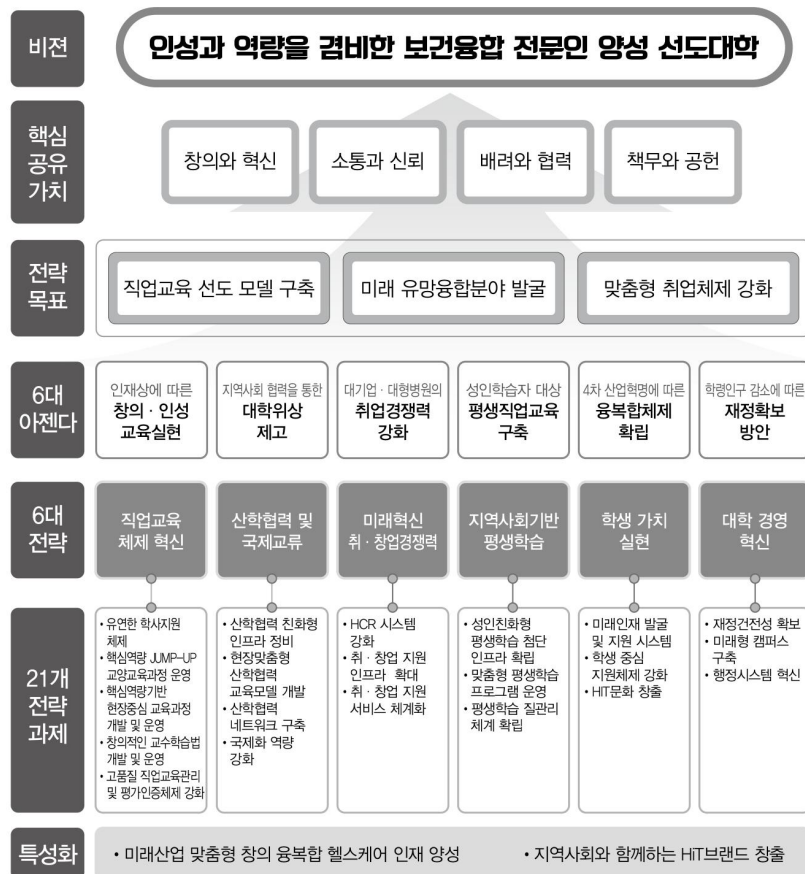 비젼
인성과 역량을 겸비한 보건융합 전문인 양성 선도대학
핵심
공유
가치
창의와 혁신
소통과 신뢰
배려와 협력
책무와 공헌
전략
목표
직업교육 선도 모델 구축
미래 유망융합분야 발굴
맞춤형 취업체제 강화
6대
아젠다
인재상에 따른
창의 · 인성
교육실현
지역사회 협력을 통한
대학위상
제고
대기업 · 대형병원의
취업경쟁력
강화
성인학습자 대상
평생직업교육
구축
4차 산업혁명에 따른
융복합체제
확립
학령인구 감소에 따른
재정확보
방안
6대
전략
직업교육
체제 혁신
산학협력 및
국제교류
미래혁신
취 · 창업경쟁력
지역사회기반
평생학습
학생 가치
실현
대학 경영
혁신
21개
전략
과제
• 유연한 학사지원
체제
• 핵심역량 JUMP-UP
교양교육과정 운영
• 핵심역량기반
현장중심 교육과정
개발 및 운영
• 창의적인 교수학습법
개발 및 운영
• 고품질 직업교육관리
및 평가인증체제 강화
• 산학협력 친화형
인프라 정비
• 현장맞춤형
산학협력
교육모델 개발
• 산학협력
네트워크 구축
• 국제화 역량
강화
• HCR 시스템
강화
• 취 · 창업 지원
인프라 확대
• 취 · 창업 지원
서비스 체계화
• 성인친화형
평생학습 첨단
인프라 확립
• 맞춤형 평생학습
프로그램 운영
• 평생학습 질관리
체계 확립
• 미래인재 발굴
및 지원 시스템
• 학생 중심
지원체제 강화
• HIT문화 창출
• 재정건전성 확보
• 미래형 캠퍼스
구축
• 행정시스템 혁신
특성화
• 미래산업 맞춤형 창의 융복합 헬스케어 인재 양성
• 지역사회와 함께하는 HiT브랜드 창출